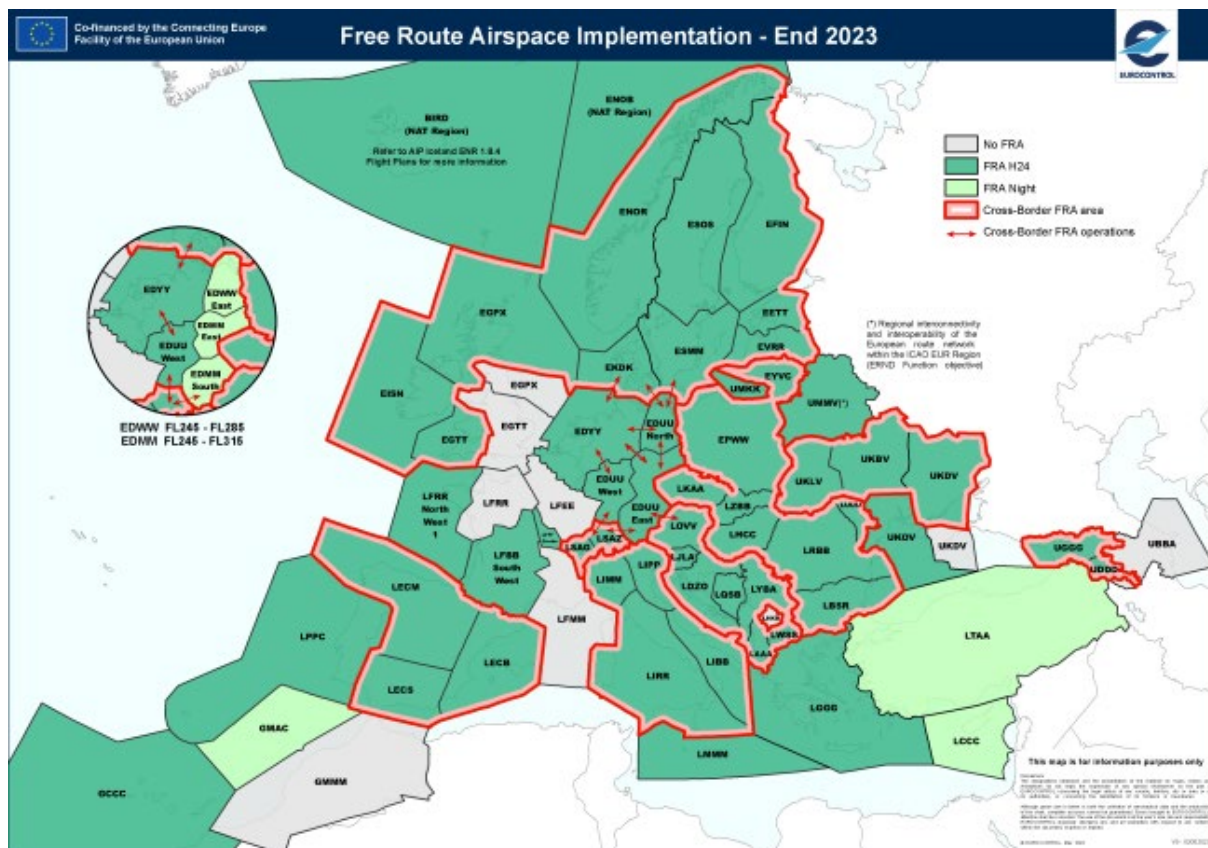 Co-financed by the Connecting Europe
Facility of the European Union
Free Route Airspace Implementation - End 2023
EUROCONTROL
BIRD
(NAT Region)
Refer to AIP Iceland ENR 1.8.4
Flight Plans for more information
ENOB
(NAT Region)
No FRA
FRA H24
FRA Night
Cross-Border FRA area
Cross-Border FRA operations
ENOR
ESOS
EFIN
EDYY
EDWW
East
EDMM
East
EDUU
West
EDMM
South
EDWW FL245 - FL285
EDMM FL245 - FL315
EGPX
EETT
EVRR
ESMM
EKDK
(*) Regional interconnectivity
and interoperability of the
European route network
within the ICAO EUR Region
(ERND Function objective)
EISN
EGPX
EGTT
EGTT
EYVC
UMKK
UMMV(*)
EDYY
EDUU
North
EPWW
UKLV
UKBV
UKDV
EDUU
West
EDUU
East
LKAA
LZBB
LFRR
North
West
1
LFRR
LFEE
LSAG
LSAZ
LOVV
LHCC
LRBB
UKDV
UKDV
UBBA
UGGG
UDDD
LFBB
South
West
LIMM
LIPP
LJLA
LDZO
LQSB
LYBA
LBSR
LWSS
LAAA
LECM
LFMM
LTAA
LPPC
LECB
LECS
LIRR
LIBB
LGGG
GMAC
LCCC
LMMM
GMMM
GCCC
This map is for information purposes only